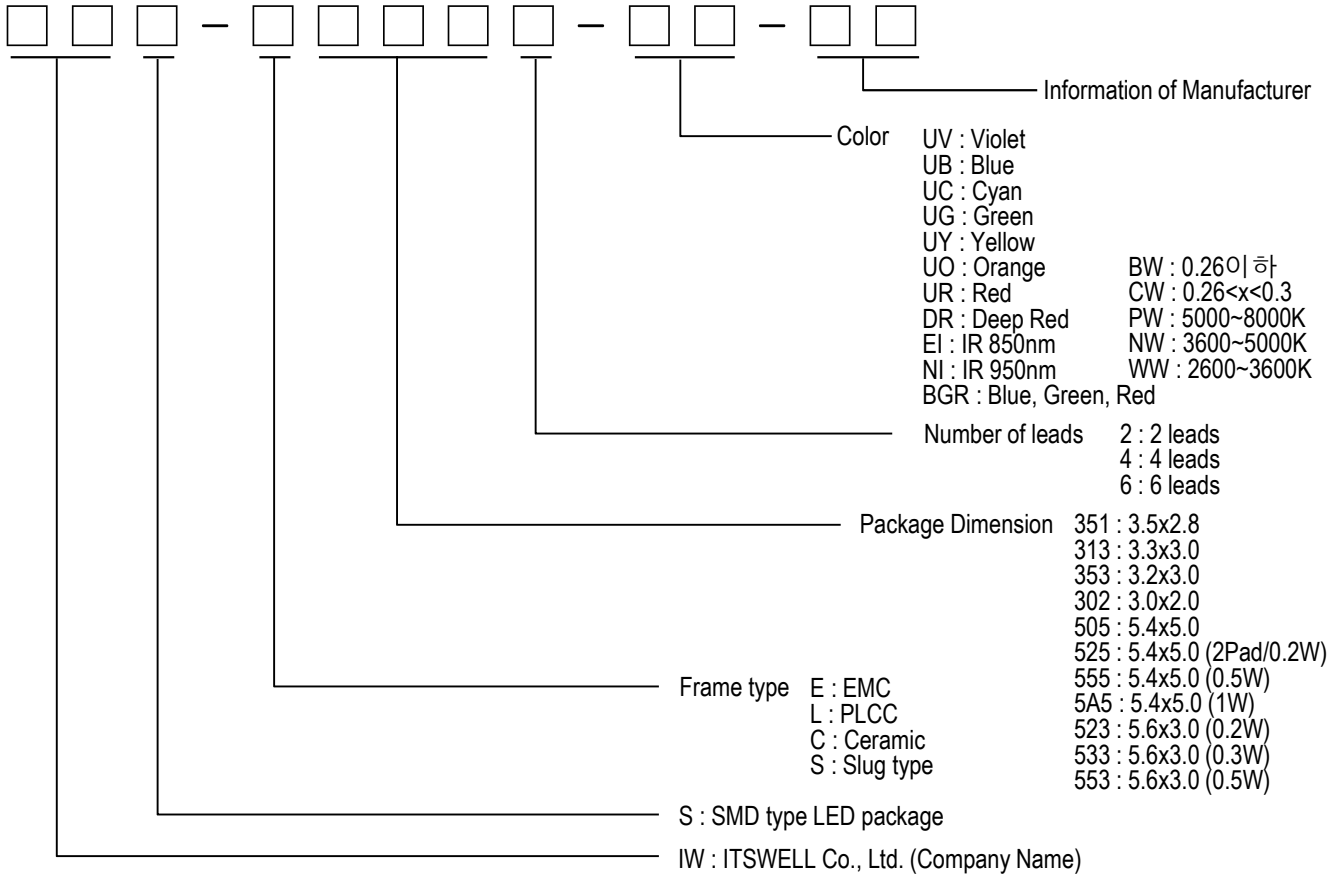 Information of Manufacturer
Color UV : Violet
UB : Blue
UC : Cyan
UG : Green
UY : Yellow
UO : Orange BW : 0.26이하
UR : Red CW : 0.26<x<0.3
DR : Deep Red PW : 5000~8000K
EI : IR 850nm NW : 3600~5000K
NI : IR 950nm WW : 2600~3600K
BGR : Blue, Green, Red
Number of leads 2 : 2 leads
4 : 4 leads
6 : 6 leads
Package Dimension 351 : 3.5x2.8
313 : 3.3x3.0
353 : 3.2x3.0
302 : 3.0x2.0
505 : 5.4x5.0
525 : 5.4x5.0 (2Pad/0.2W)
555 : 5.4x5.0 (0.5W)
5A5 : 5.4x5.0 (1W)
523 : 5.6x3.0 (0.2W)
533 : 5.6x3.0 (0.3W)
553 : 5.6x3.0 (0.5W)
Frame type E : EMC
L : PLCC
C : Ceramic
S : Slug type
S : SMD type LED package
IW : ITSWELL Co., Ltd. (Company Name)